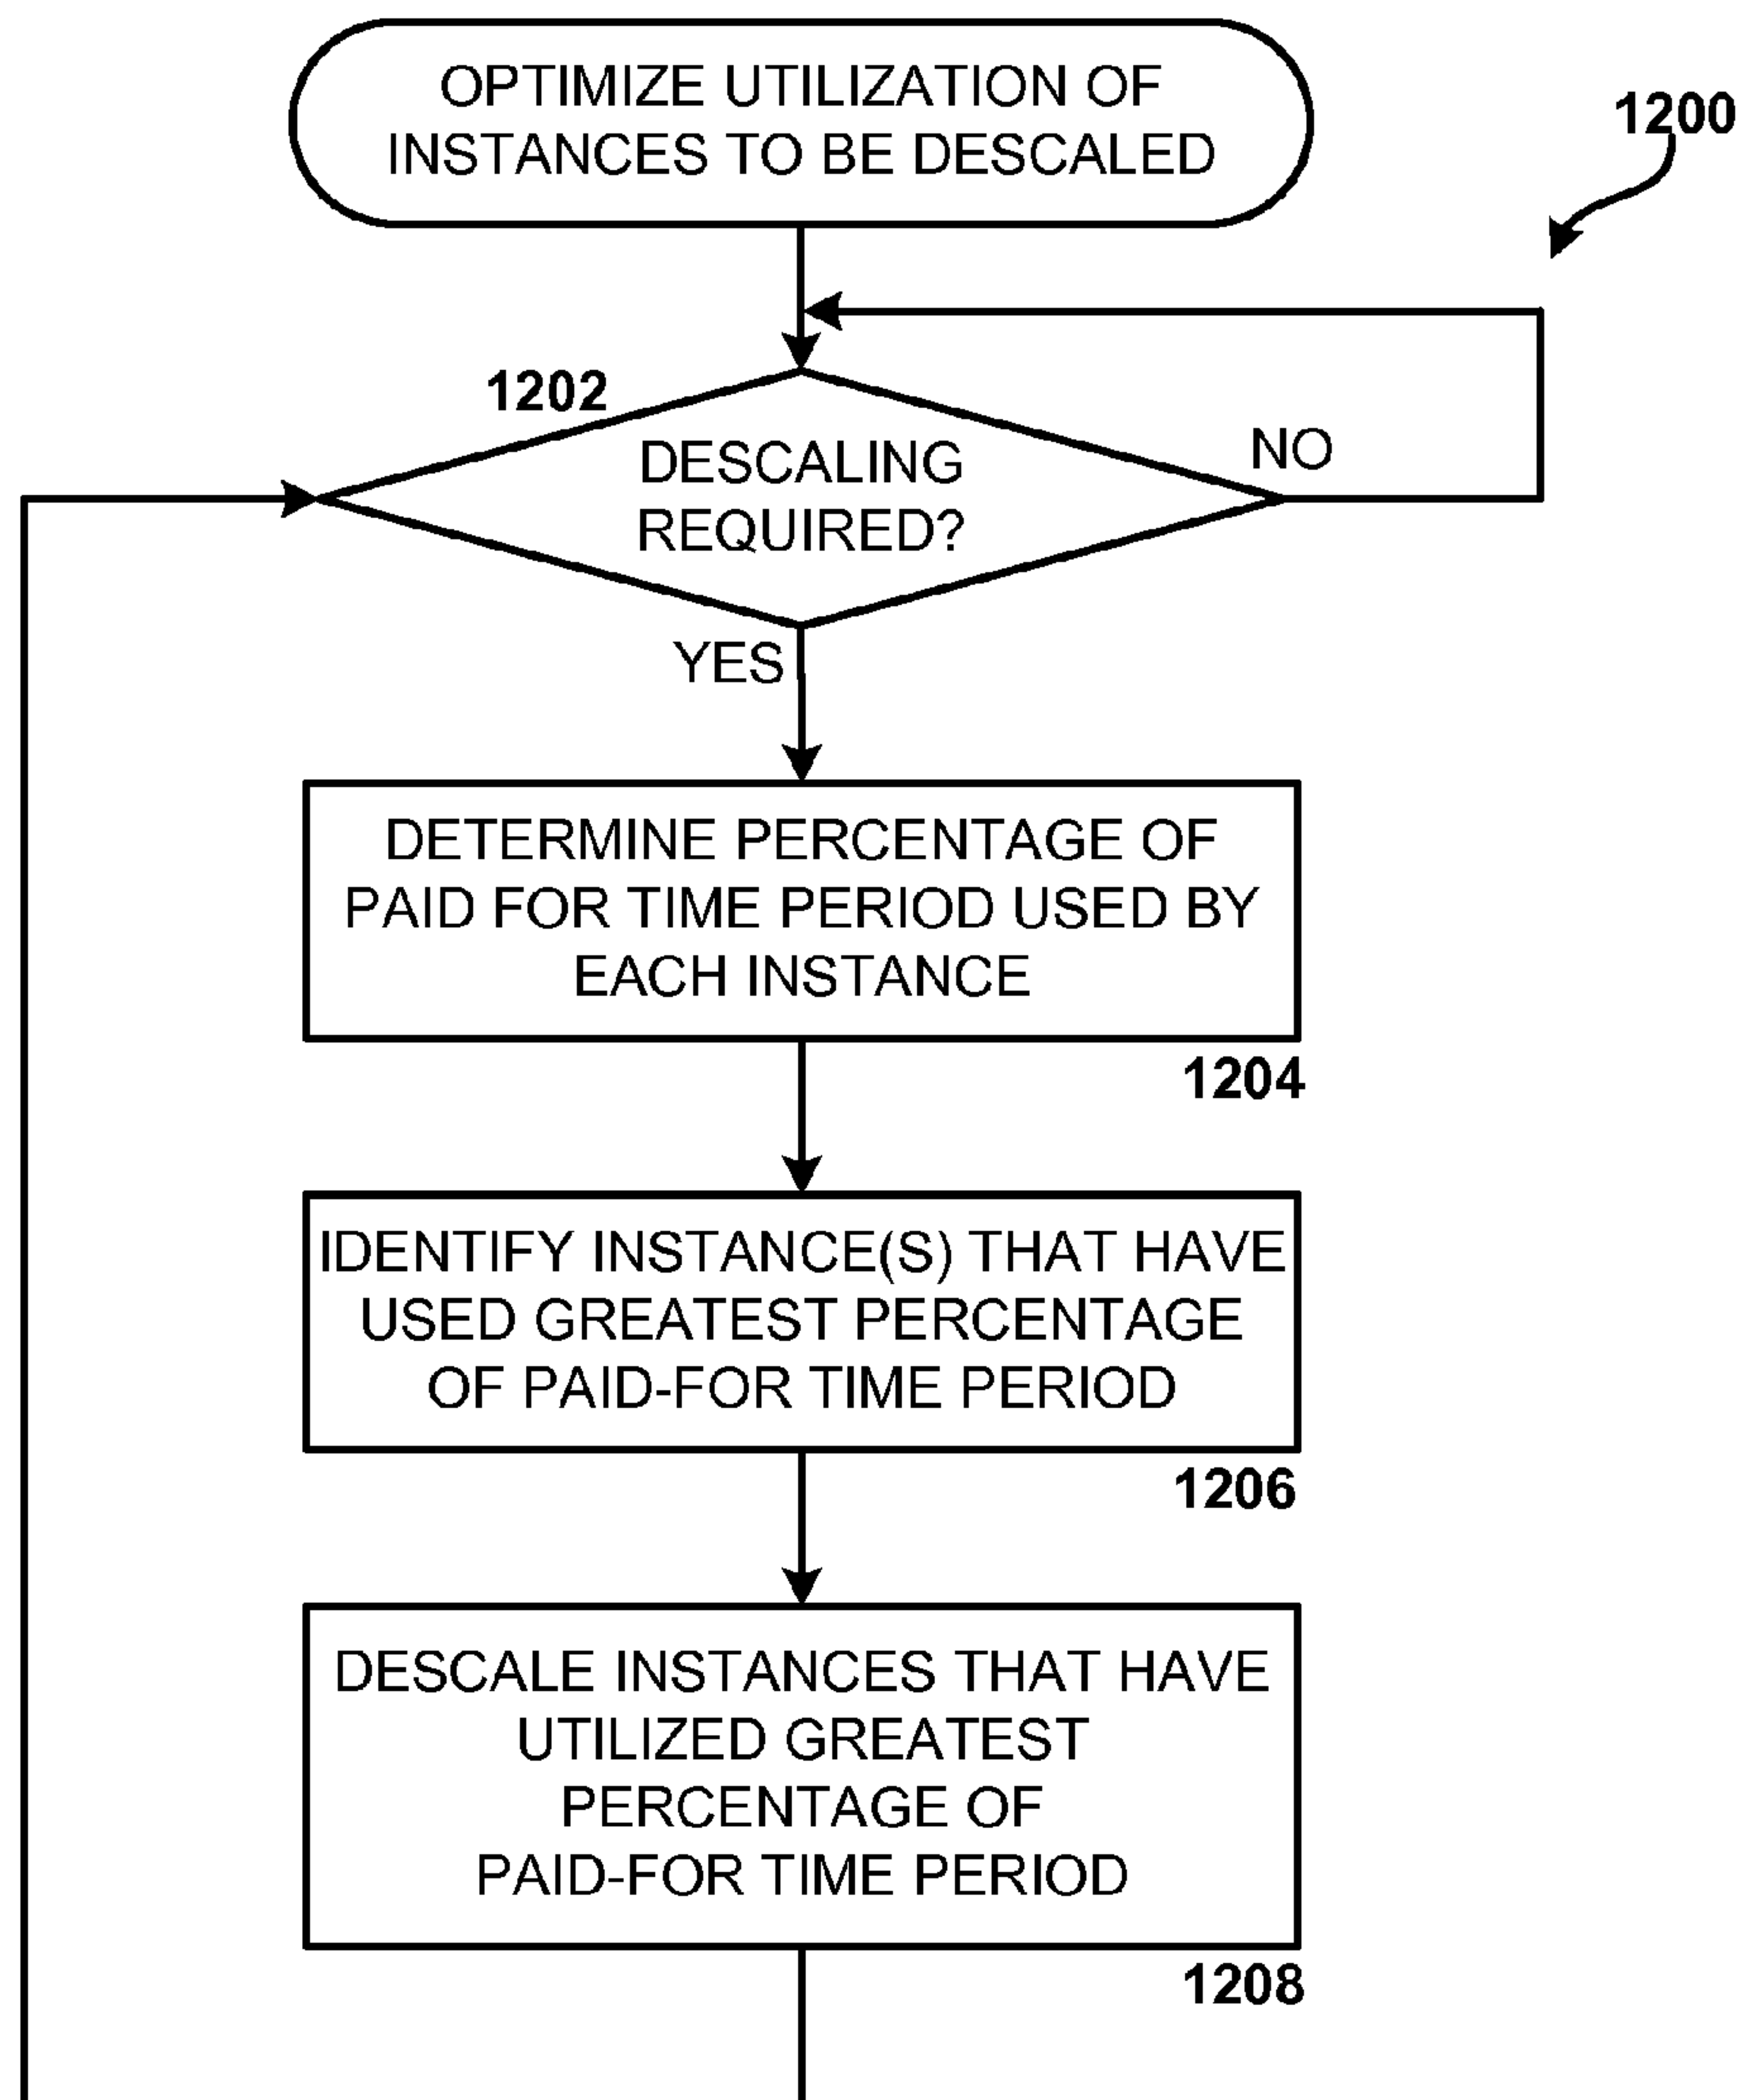 OPTIMIZE UTILIZATION OF
INSTANCES TO BE DESCALED
1200
1202
DESCALING
REQUIRED?
NO
YES
DETERMINE PERCENTAGE OF
PAID FOR TIME PERIOD USED BY
EACH INSTANCE
1204
IDENTIFY INSTANCE(S) THAT HAVE
USED GREATEST PERCENTAGE
OF PAID-FOR TIME PERIOD
1206
DESCALE INSTANCES THAT HAVE
UTILIZED GREATEST
PERCENTAGE OF
PAID-FOR TIME PERIOD
1208